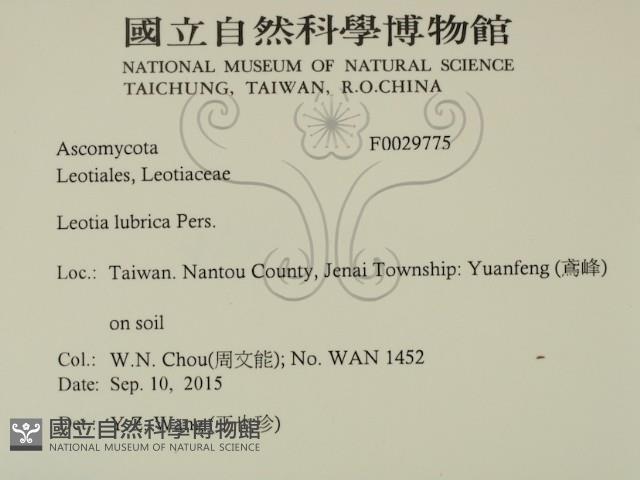 國立自然科學博物館
NATIONAL MUSEUM OF NATURAL SCIENCE
TAICHUNG, TAIWAN, R.O.CHINA
Ascomycota F0029775
Leotiales, Leotiaceae
Leotia lubrica Pers.
Loc.: Taiwan. Nantou County, Jenai Township: Yuanfeng (鳶峰)
on soil
Col.: W.N. Chou(周文能); No. WAN 1452
Date: Sep. 10, 2015
國立自然科學博物館
NATIONAL MUSEUM OF NATURAL SCIENCE